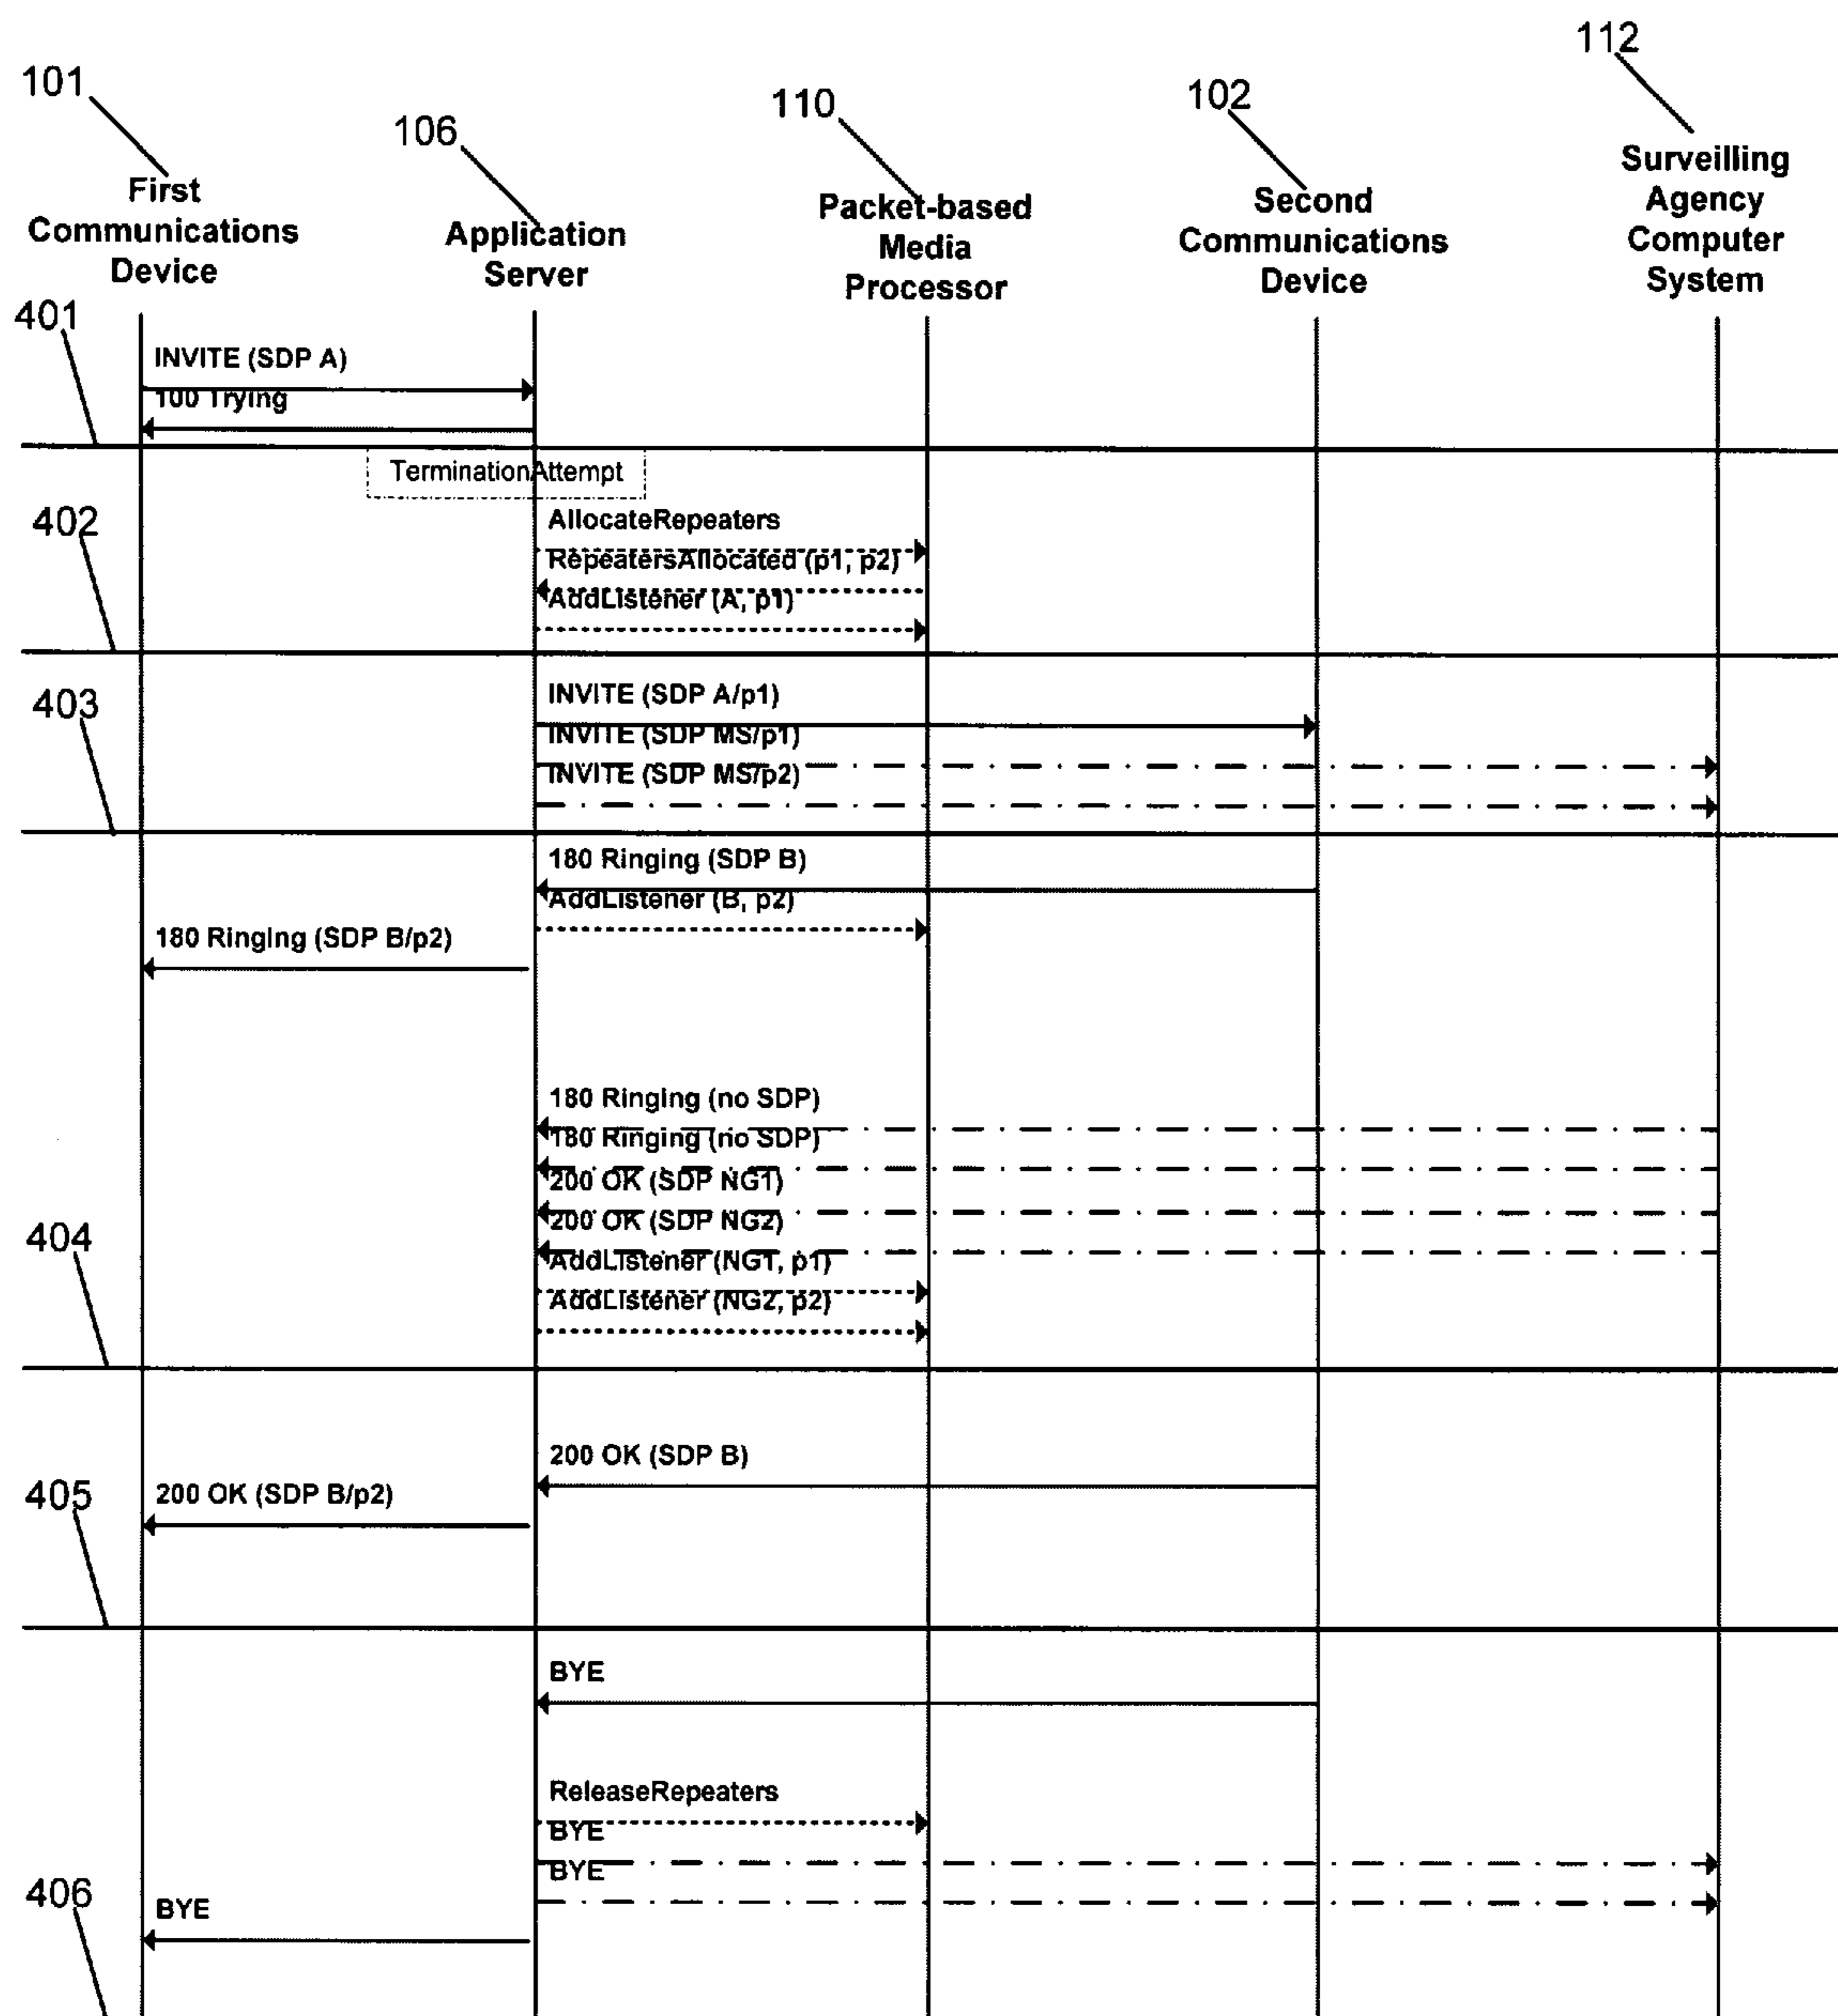 112
101
110
102
106
First
Communications
Device
Application
Server
Packet-based
Media
Processor
Second
Communications
Device
Surveilling
Agency
Computer
System
401
INVITE (SDP A)
100 Trying
TerminationAttempt
402
AllocateRepeaters
RepeatersAllocated (p1, p2)
AddListener (A, p1)
403
INVITE (SDP A/p1)
INVITE (SDP MS/p1)
INVITE (SDP MS/p2)
180 Ringing (SDP B)
AddListener (B, p2)
180 Ringing (SDP B/p2)
180 Ringing (no SDP)
180 Ringing (no SDP)
200 OK (SDP NG1)
200 OK (SDP NG2)
404
AddListener (NG1, p1)
AddListener (NG2, p2)
200 OK (SDP B)
405
200 OK (SDP B/p2)
BYE
ReleaseRepeaters
BYE
BYE
406
BYE